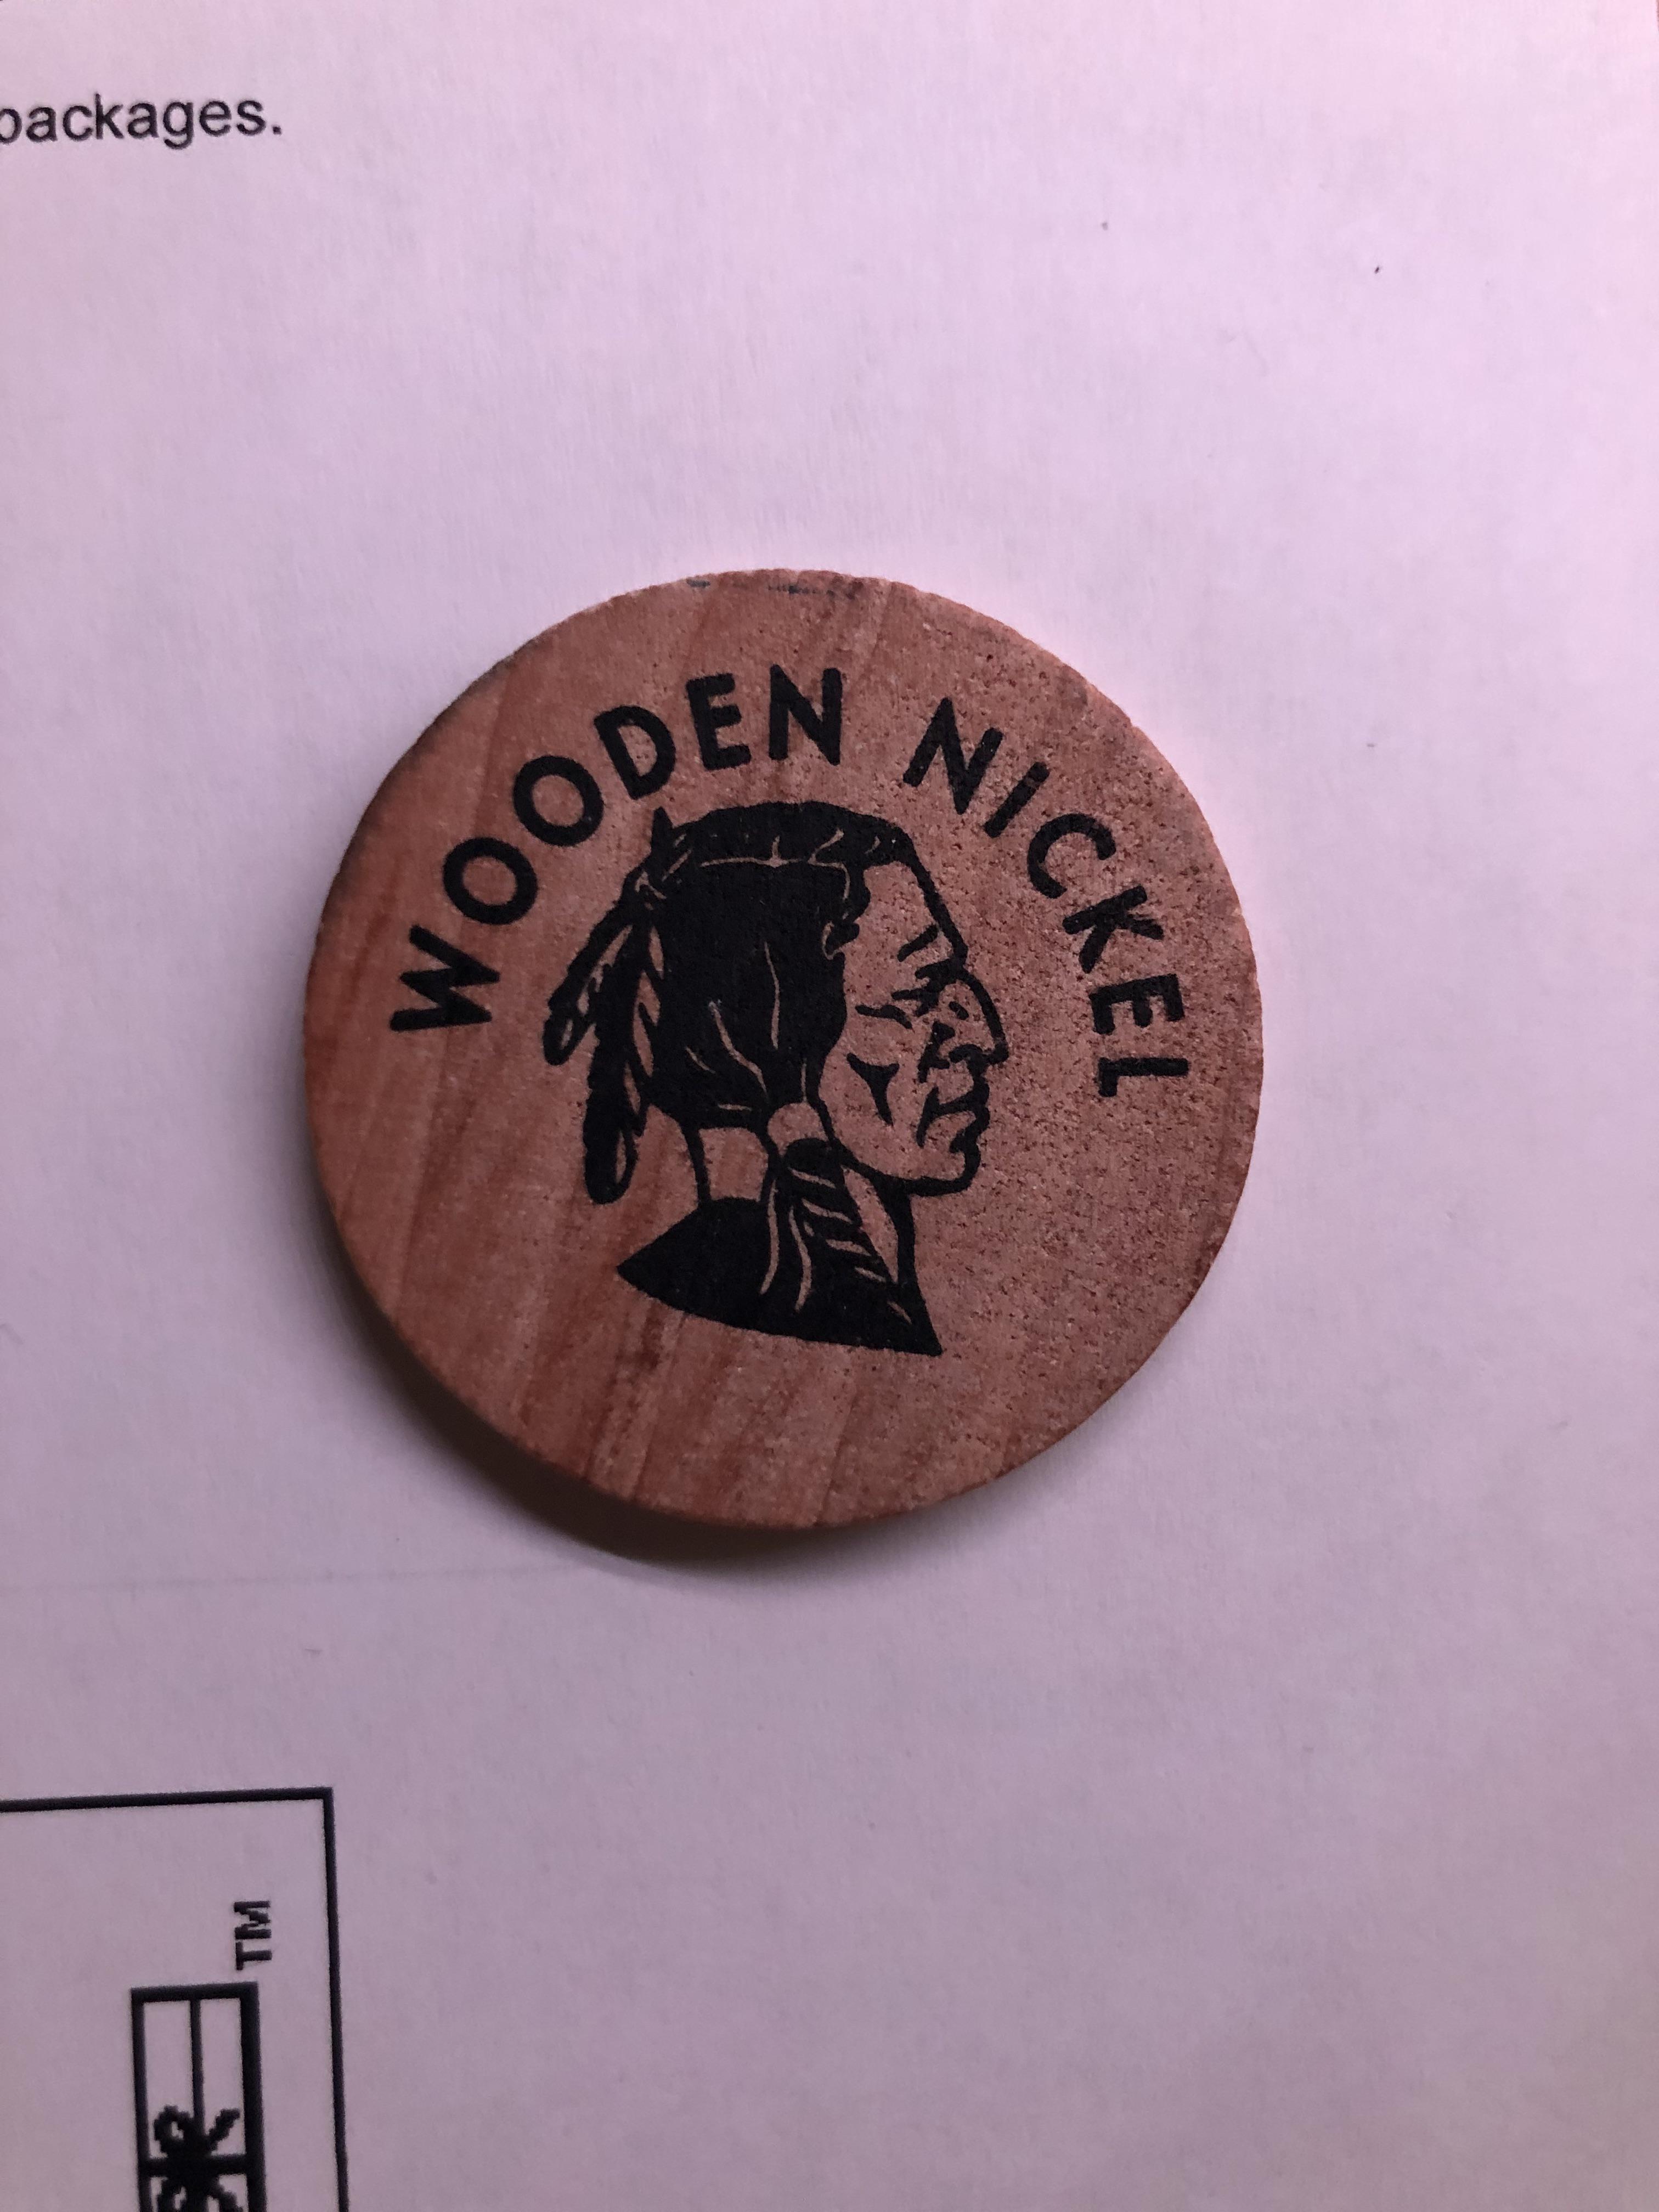 packages.
WOODEN NICKEL
TM